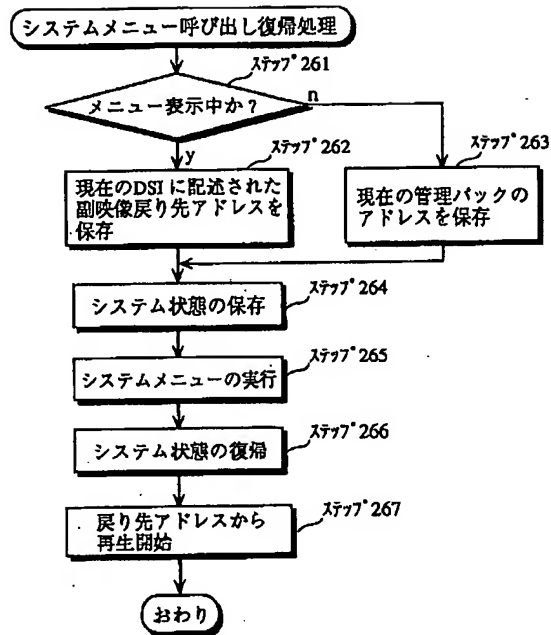 システムメニュー呼び出し復帰処理
ステップ261
メニュー表示中か？
n
y
ステップ262
現在のDSIに記述された
副映像戻り先アドレスを
保存
ステップ263
現在の管理パックの
アドレスを保存
ステップ264
システム状態の保存
ステップ265
システムメニューの実行
ステップ266
システム状態の復帰
ステップ267
戻り先アドレスから
再生開始
おわり